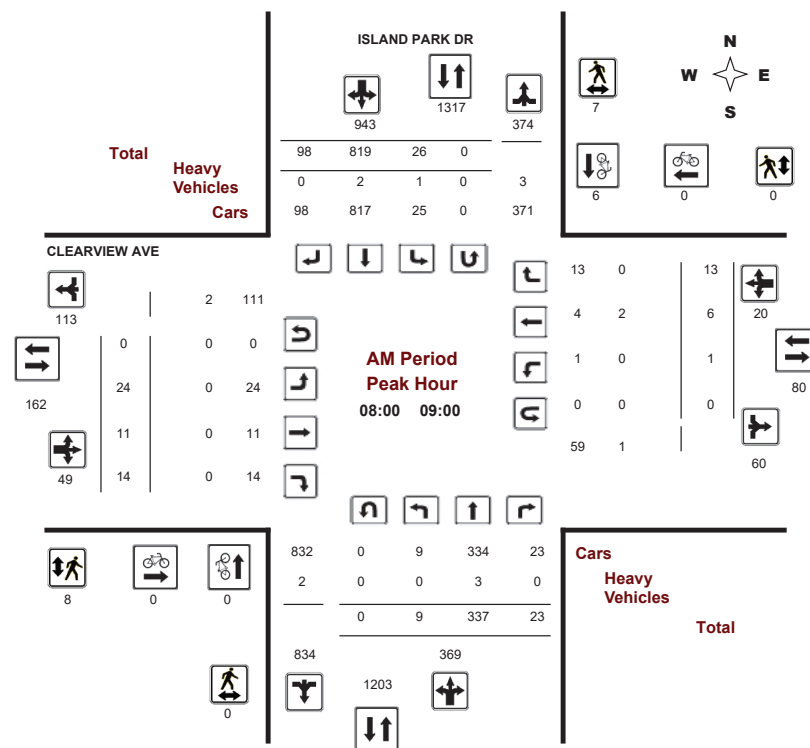 ISLAND PARK DR
N
W E
S
943 1317 374
7
Total 98 819 26 0
Heavy Vehicles 0 2 1 0 3
Cars 98 817 25 0 371
6 0 0
CLEARVIEW AVE
113 2 111
13 0 13
20
0 0 0
4 2 6
162
24 0 24
AM Period
Peak Hour
08:00 09:00
1 0 1
80
11 0 11
0 0 0
49
14 0 14
59 1
60
832 0 9 334 23 Cars
2 0 0 3 0 Heavy Vehicles
0 9 337 23 Total
8 0 0
834 1203 369
0